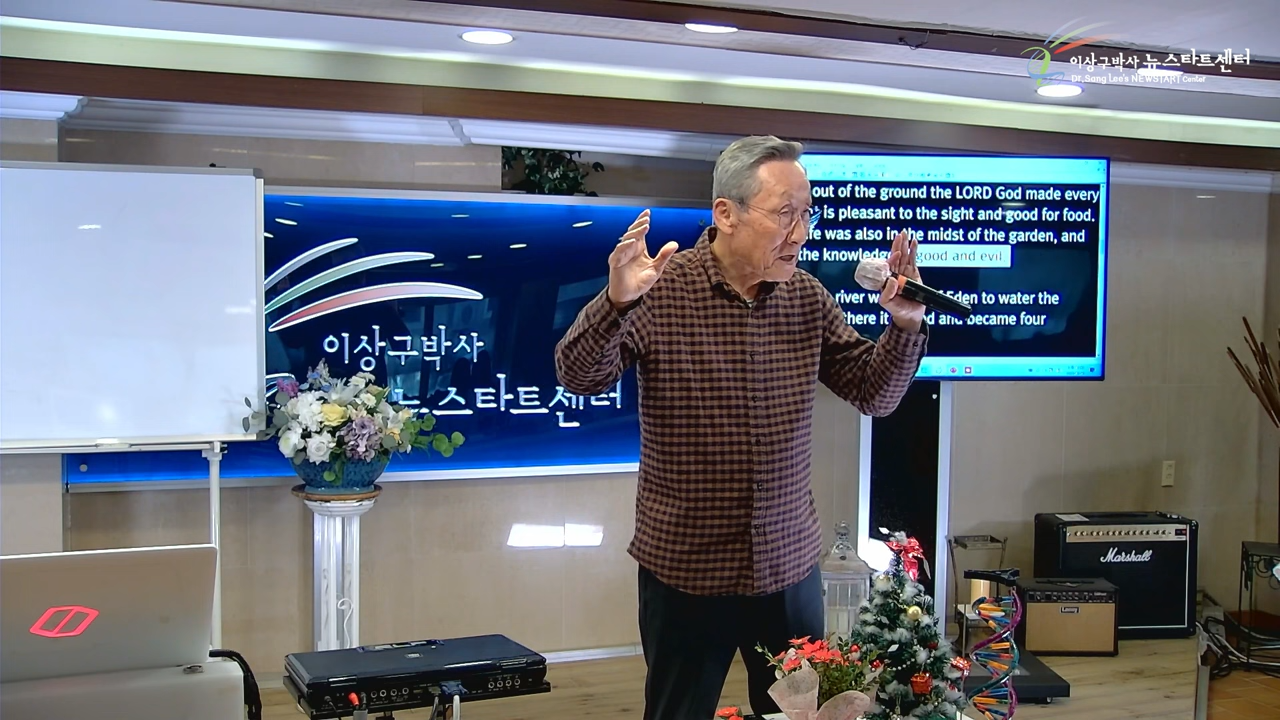 이상구박사 뉴스타트센터
Dr. Sang Lee's NEWSTART Center
out of the ground the LORD God made every
is pleasant to the sight and good for food.
was also in the midst of the garden, and
the knowledge good and evil
river Eden to water the
there it and became four
이상구박사
뉴스타트센터
Marshall
Laney